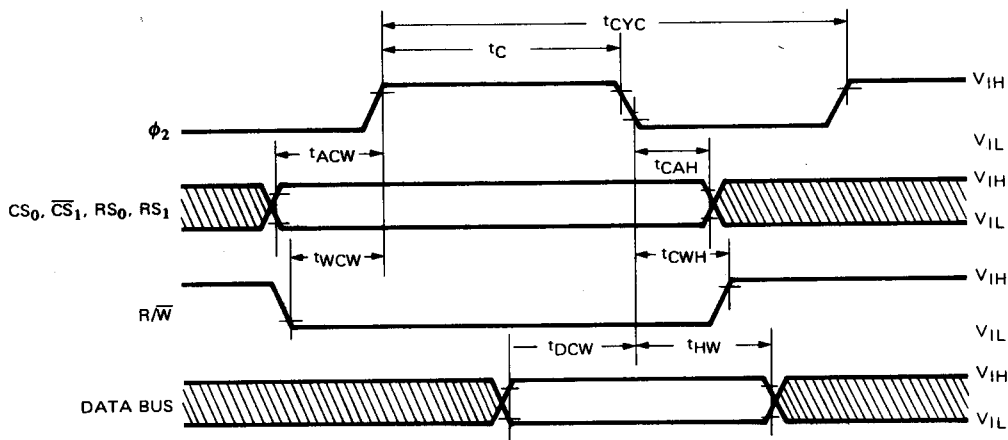 tCYC
tC
VIH
ϕ2
tACW
tCAH
VIL
VIH
CS0, C̅S̅1, RS0, RS1
VIL
tWCW
tCWH
VIH
R/W̅
VIL
tDCW
tHW
VIH
DATA BUS
VIL